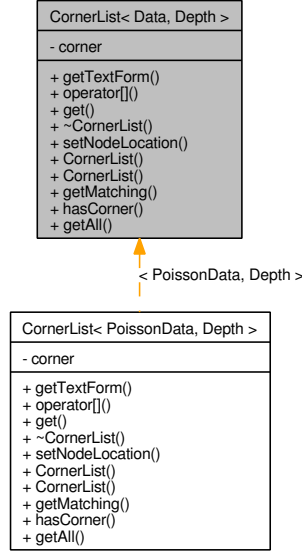 CornerList< Data, Depth >
- corner
+ getTextForm()
+ operator[]()
+ get()
+ ~CornerList()
+ setNodeLocation()
+ CornerList()
+ CornerList()
+ getMatching()
+ hasCorner()
+ getAll()
< PoissonData, Depth >
CornerList< PoissonData, Depth >
- corner
+ getTextForm()
+ operator[]()
+ get()
+ ~CornerList()
+ setNodeLocation()
+ CornerList()
+ CornerList()
+ getMatching()
+ hasCorner()
+ getAll()